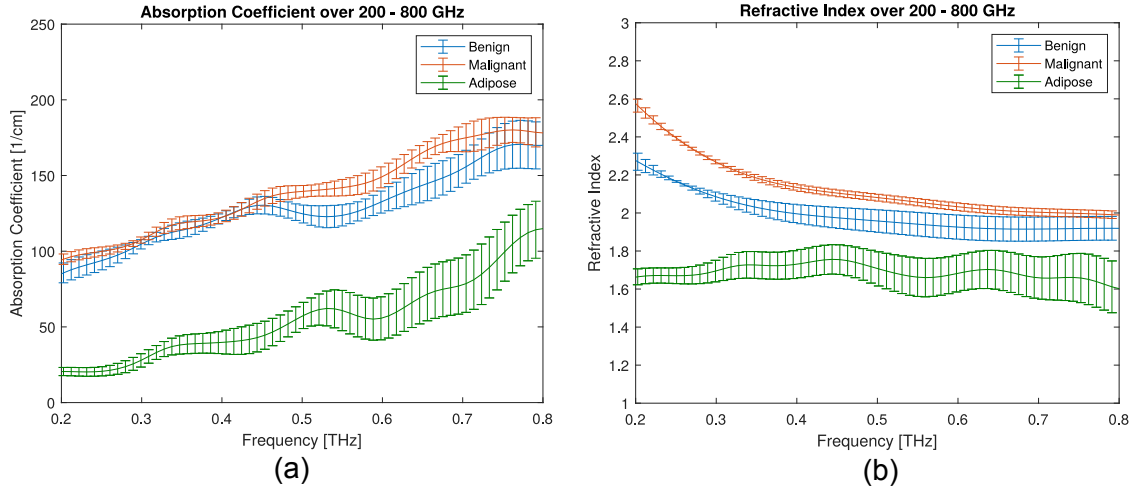 Absorption Coefficient over 200 - 800 GHz
250
200
150
100
50
0
Absorption Coefficient [1/cm]
Benign
Malignant
Adipose
0.2 0.3 0.4 0.5 0.6 0.7 0.8
Frequency [THz]
(a)
Refractive Index over 200 - 800 GHz
3
2.8
2.6
2.4
2.2
2
1.8
1.6
1.4
1.2
1
Refractive Index
Benign
Malignant
Adipose
0.2 0.3 0.4 0.5 0.6 0.7 0.8
Frequency [THz]
(b)